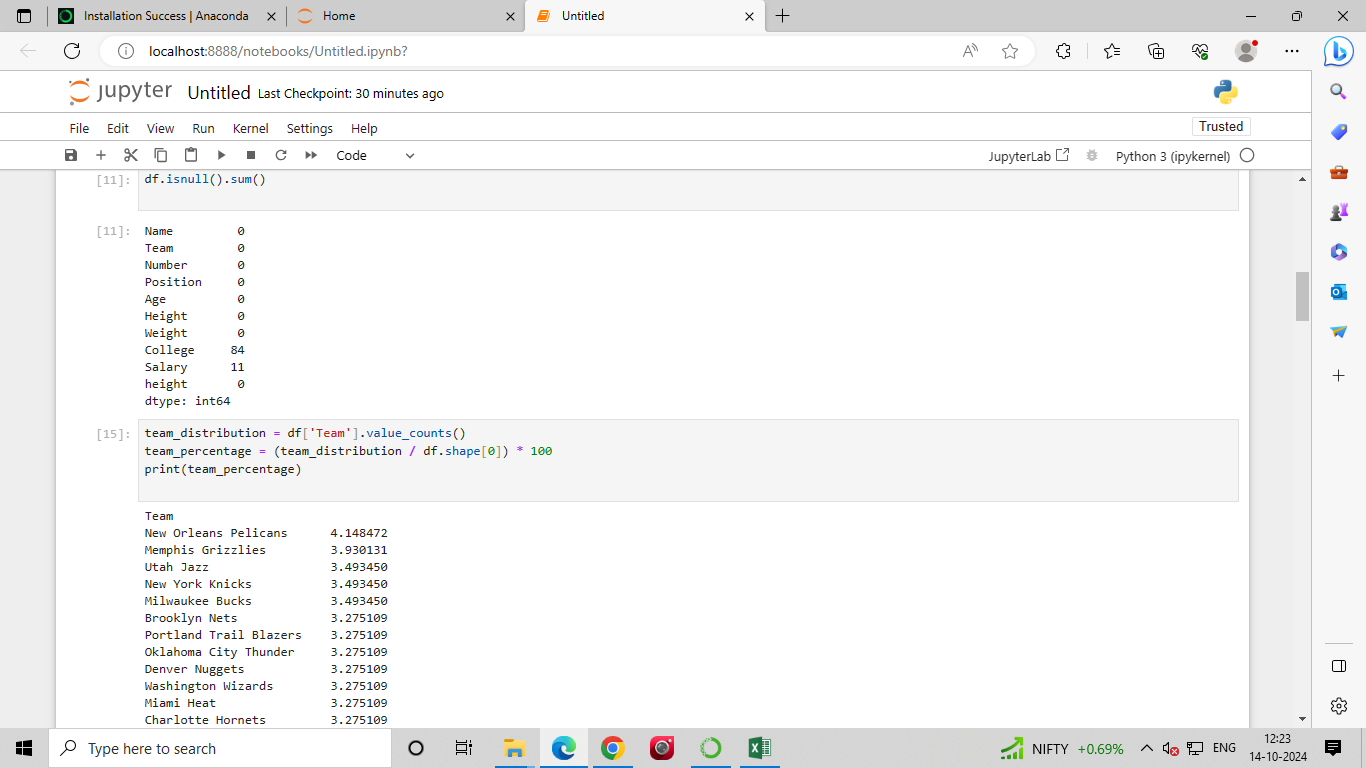 Installation Success | Anaconda
Home
Untitled
localhost:8888/notebooks/Untitled.ipynb?
jupyter Untitled Last Checkpoint: 30 minutes ago
File Edit View Run Kernel Settings Help
Trusted
Code
JupyterLab
Python 3 (ipykernel)
[11]: df.isnull().sum()
[11]: Name 0
Team 0
Number 0
Position 0
Age 0
Height 0
Weight 0
College 84
Salary 11
height 0
dtype: int64
[15]: team_distribution = df['Team'].value_counts()
team_percentage = (team_distribution / df.shape[0]) * 100
print(team_percentage)
Team
New Orleans Pelicans 4.148472
Memphis Grizzlies 3.930131
Utah Jazz 3.493450
New York Knicks 3.493450
Milwaukee Bucks 3.493450
Brooklyn Nets 3.275109
Portland Trail Blazers 3.275109
Oklahoma City Thunder 3.275109
Denver Nuggets 3.275109
Washington Wizards 3.275109
Miami Heat 3.275109
Charlotte Hornets 3.275109
Type here to search
NIFTY +0.69%
ENG
12:23
14-10-2024